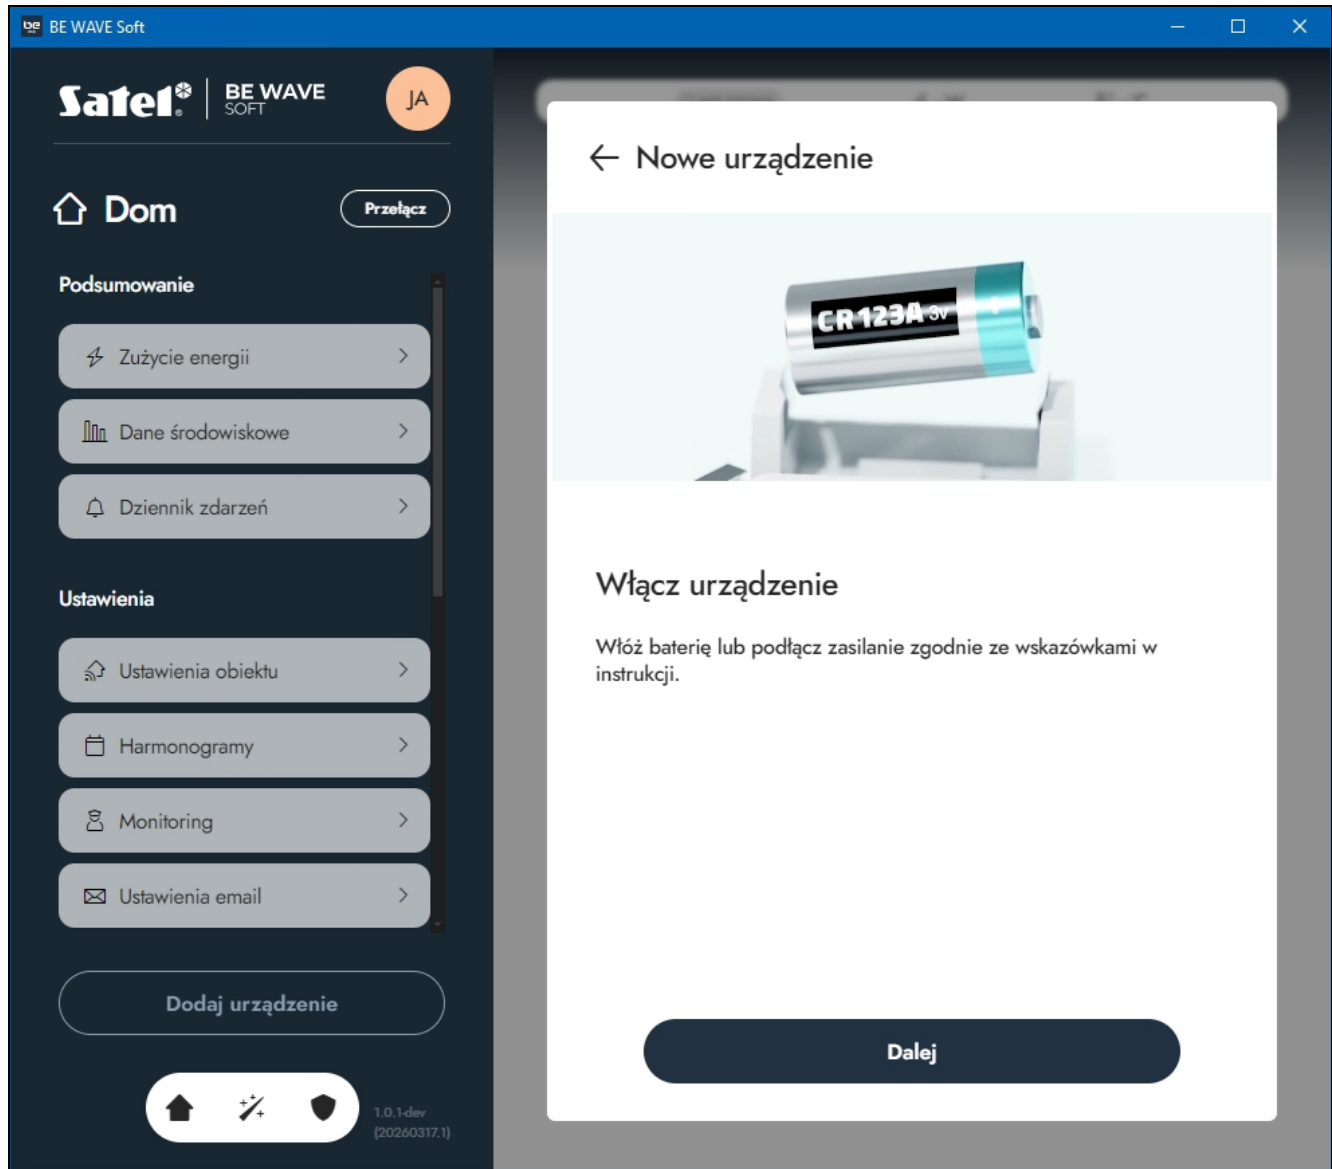 be
BE WAVE Soft
Satel®
BE WAVE
SOFT
JA
Dom
Przełącz
Podsumowanie
Zużycie energii
Dane środowiskowe
Dziennik zdarzeń
Ustawienia
Ustawienia obiektu
Harmonogramy
Monitoring
Ustawienia email
Dodaj urządzenie
1.0.1-dev
(20260317.1)
Nowe urządzenie
CR123A 3v
+
Włącz urządzenie
Włóż baterię lub podłącz zasilanie zgodnie ze wskazówkami w
instrukcji.
Dalej